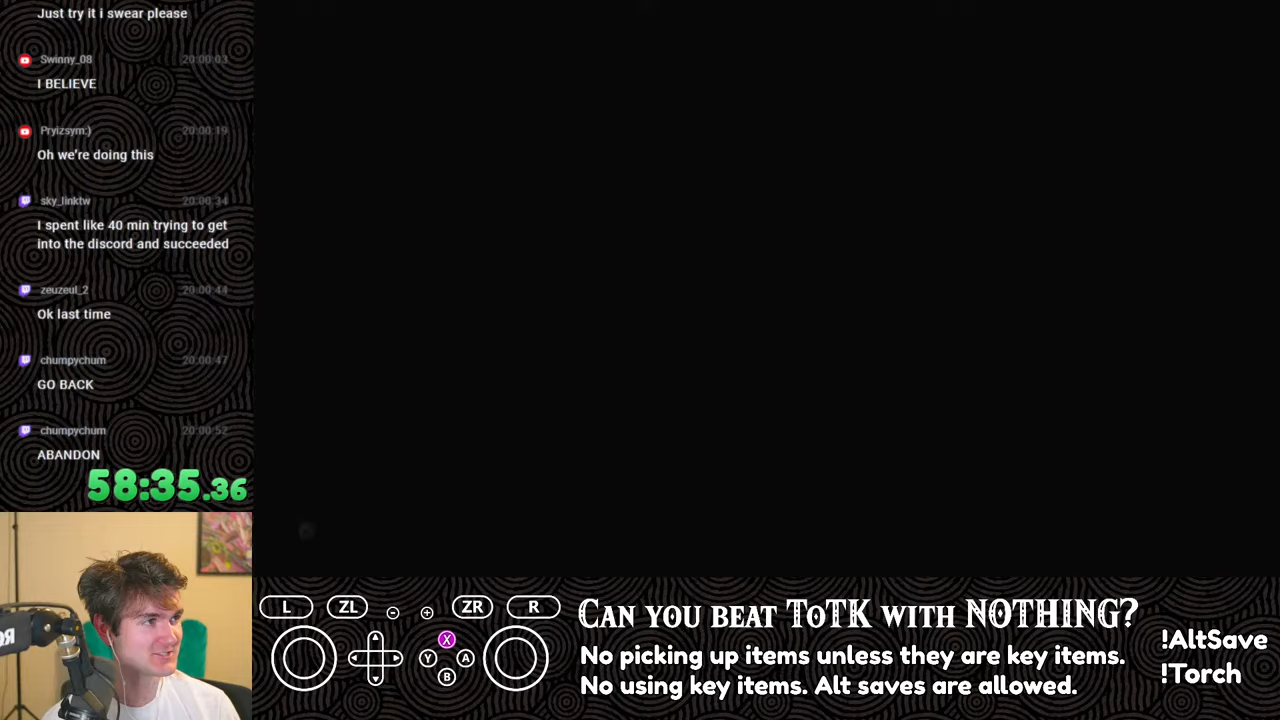 Just try it i swear please
Swinny_08 20:00:03
I BELIEVE
Pryizsym:) 20:00:19
Oh we're doing this
sky_linktw 20:00:34
I spent like 40 min trying to get
into the discord and succeeded
zeuzeul_2 20:00:44
Ok last time
chumpychum 20:00:47
GO BACK
chumpychum 20:00:52
ABANDON
58:35.36
L ZL - + ZR R
X
Y A
B
CAN YOU BEAT TOTK WITH NOTHING?
No picking up items unless they are key items.
No using key items. Alt saves are allowed.
!AltSave
!Torch